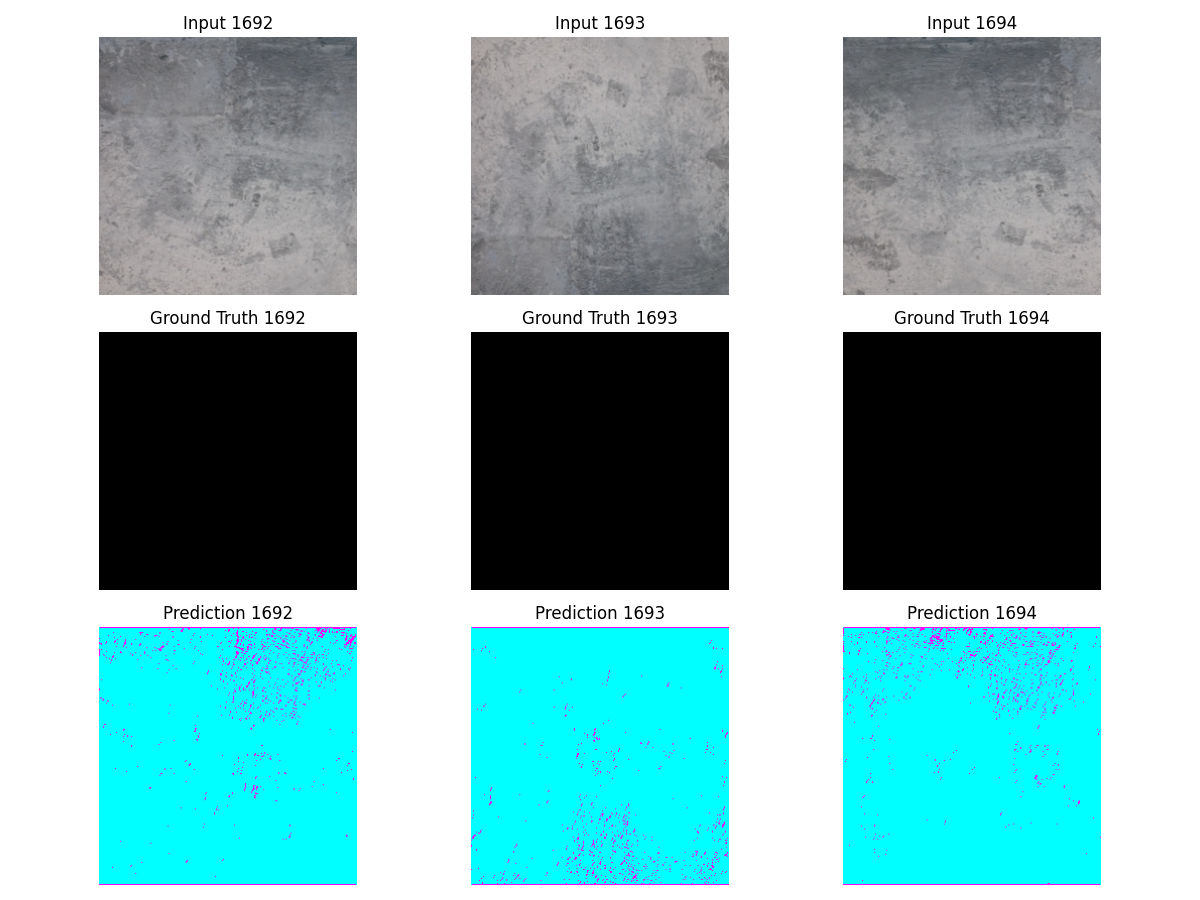 Input 1692
Input 1693
Input 1694
Ground Truth 1692
Ground Truth 1693
Ground Truth 1694
Prediction 1692
Prediction 1693
Prediction 1694